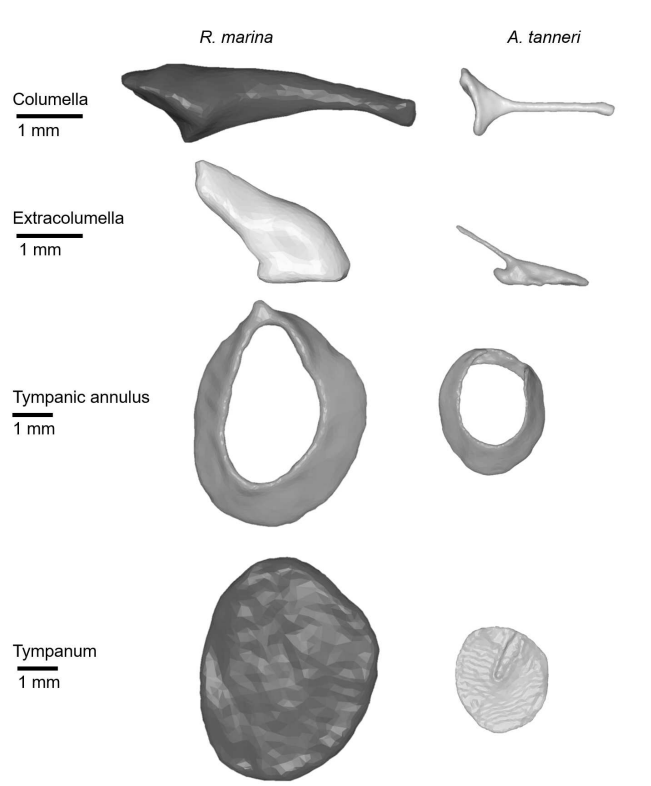 R. marina
A. tanneri
Columella
1 mm
Extracolumella
1 mm
Tympanic annulus
1 mm
Tympanum
1 mm